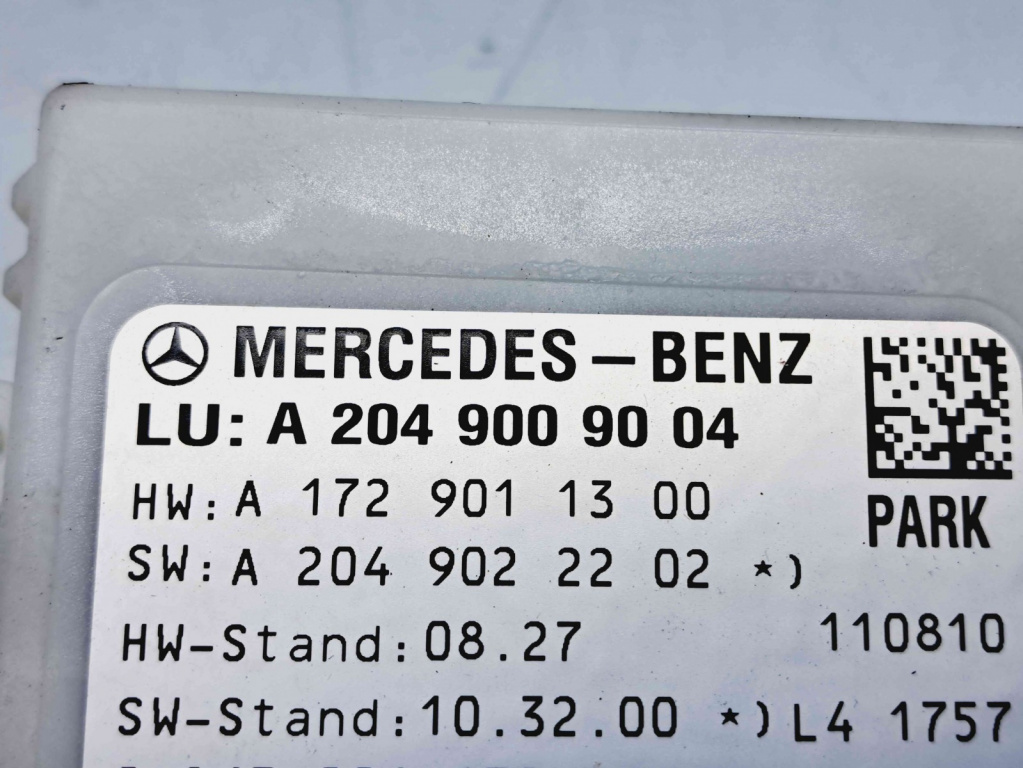 MERCEDES-BENZ
LU: A 204 900 90 04
HW: A 172 901 13 00
PARK
SW: A 204 902 22 02 *)
HW-Stand: 08.27 110810
SW-Stand: 10.32.00 *) L4 1757